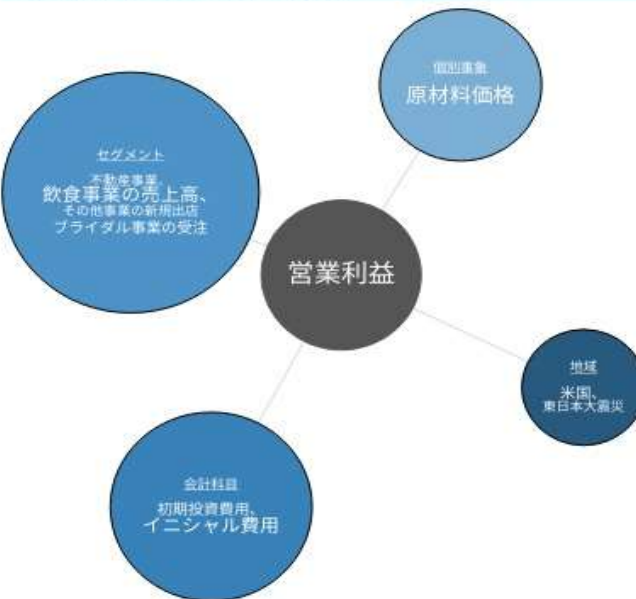 個別事象
原材料価格
セグメント
不動産事業、
飲食事業の売上高、
その他事業の新規出店
ブライダル事業の受注
営業利益
地域
米国、
東日本大震災
会計科目
初期投資費用、
イニシャル費用